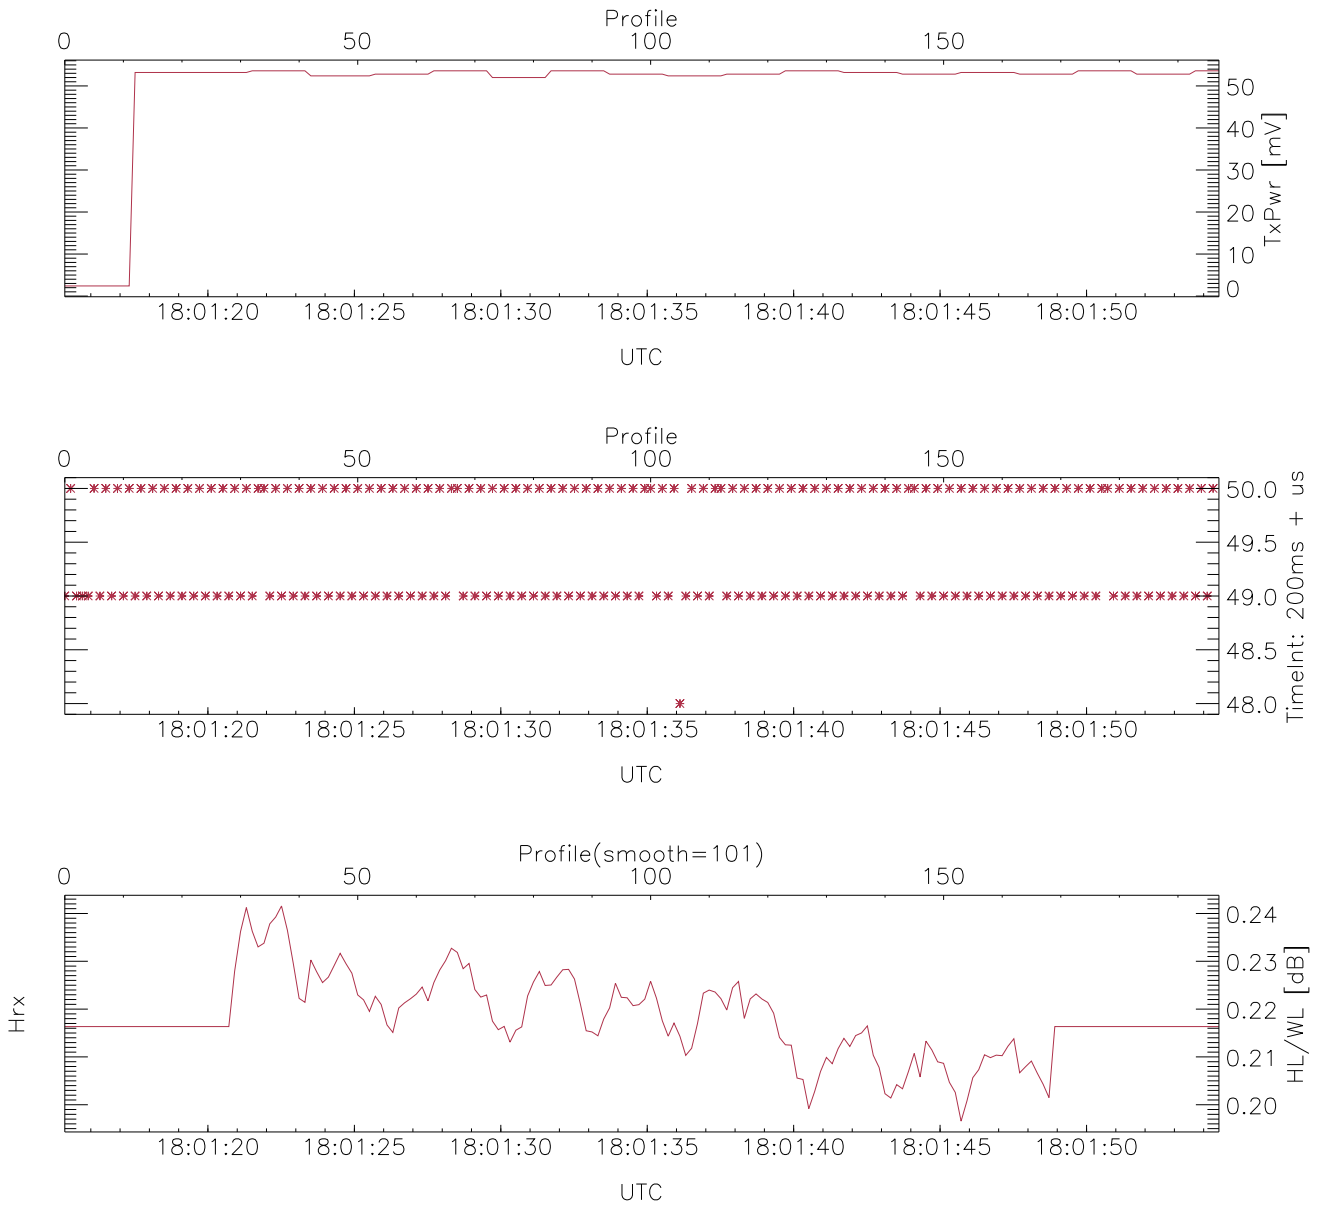 Profile
0 50 100 150
50
40
30
20
10
0
TxPwr [mV]
18:01:20 18:01:25 18:01:30 18:01:35 18:01:40 18:01:45 18:01:50
UTC
Profile
0 50 100 150
50.0
49.5
49.0
48.5
48.0
TimeInt: 200ms + us
18:01:20 18:01:25 18:01:30 18:01:35 18:01:40 18:01:45 18:01:50
UTC
Profile(smooth=101)
0 50 100 150
Hrx
0.24
0.23
0.22
0.21
0.20
HL/WL [dB]
18:01:20 18:01:25 18:01:30 18:01:35 18:01:40 18:01:45 18:01:50
UTC